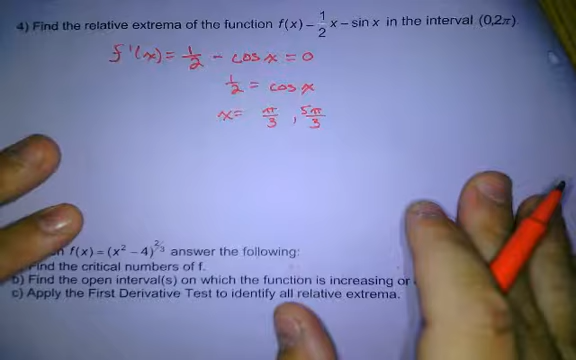 4) Find the relative extrema of the function f(x) = 1/2 x – sin x in the interval (0,2π)
f'(x) = 1/2 - cos x = 0
1/2 = cos x
x = π/3 , 5π/3
f(x) = (x² – 4)^2/3 answer the following:
Find the critical numbers of f.
b) Find the open interval(s) on which the function is increasing or
c) Apply the First Derivative Test to identify all relative extrema.